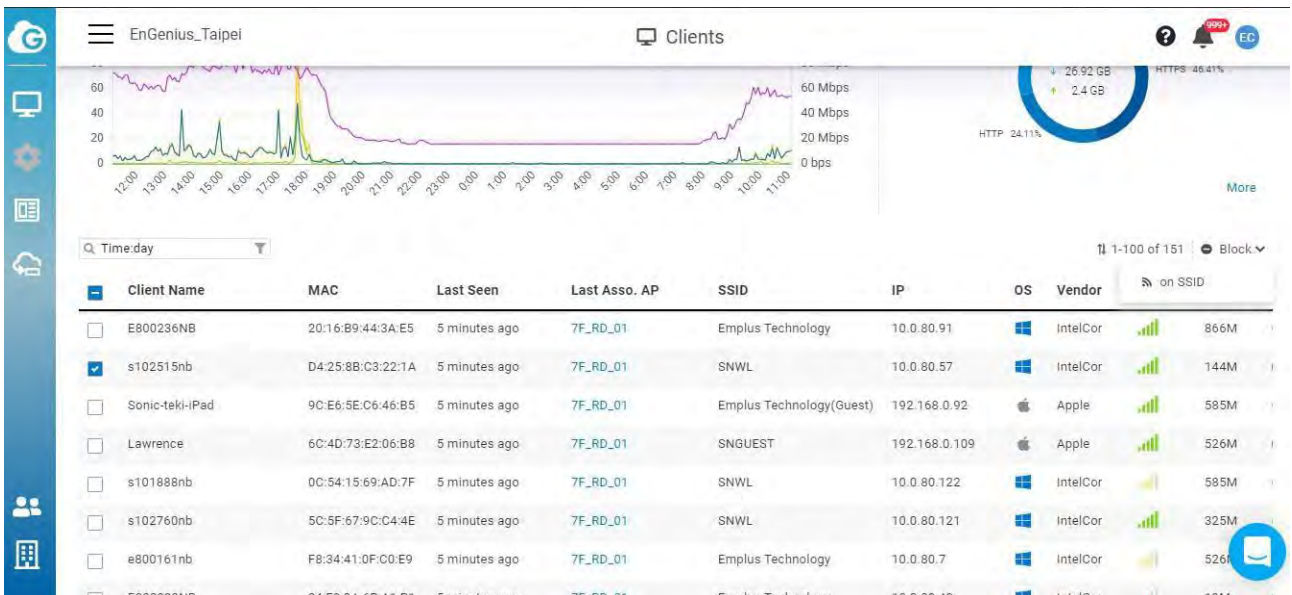 EnGenius_Taipei
Clients
999+
EC
60
40
20
0
60 Mbps
40 Mbps
20 Mbps
0 bps
12:00 13:00 14:00 15:00 16:00 17:00 18:00 19:00 20:00 21:00 22:00 23:00 0:00 1:00 2:00 3:00 4:00 5:00 6:00 7:00 8:00 9:00 10:00 11:00
26.92 GB
2.4 GB
HTTPS 46.41%
HTTP 24.11%
More
Time:day
1-100 of 151 Block
on SSID
Client Name MAC Last Seen Last Asso. AP SSID IP OS Vendor
E800236NB 20:16:B9:44:3A:E5 5 minutes ago 7F_RD_01 Emplus Technology 10.0.80.91 IntelCor 866M
s102515nb D4:25:8B:C3:22:1A 5 minutes ago 7F_RD_01 SNWL 10.0.80.57 IntelCor 144M
Sonic-teki-iPad 9C:E6:5E:C6:46:B5 5 minutes ago 7F_RD_01 Emplus Technology(Guest) 192.168.0.92 Apple 585M
Lawrence 6C:4D:73:E2:06:B8 5 minutes ago 7F_RD_01 SNGUEST 192.168.0.109 Apple 526M
s101888nb 0C:54:15:69:AD:7F 5 minutes ago 7F_RD_01 SNWL 10.0.80.122 IntelCor 585M
s102760nb 5C:5F:67:9C:C4:4E 5 minutes ago 7F_RD_01 SNWL 10.0.80.121 IntelCor 325M
e800161nb F8:34:41:0F:C0:E9 5 minutes ago 7F_RD_01 Emplus Technology 10.0.80.7 IntelCor